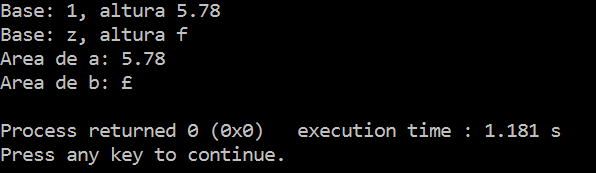 Base: 1, altura 5.78
Base: z, altura f
Area de a: 5.78
Area de b: £
Process returned 0 (0x0)   execution time : 1.181 s
Press any key to continue.